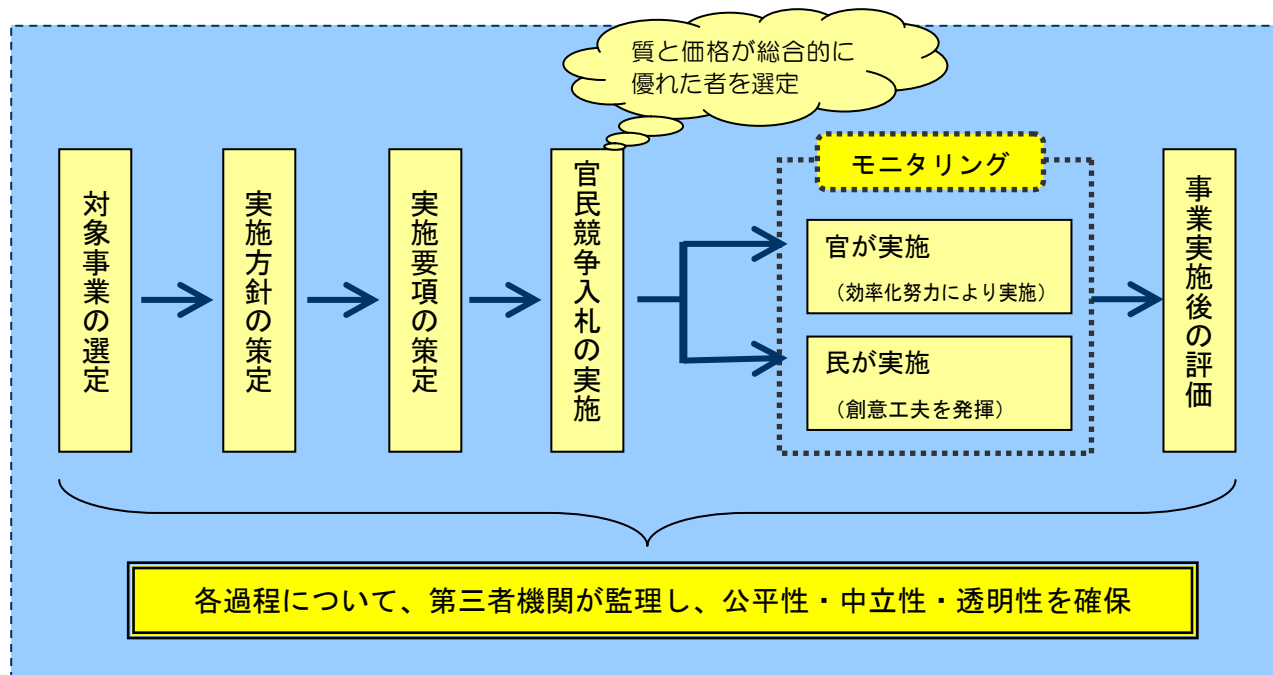 質と価格が総合的に
優れた者を選定
対象事業の選定
実施方針の策定
実施要項の策定
官民競争入札の実施
モニタリング
官が実施
（効率化努力により実施）
民が実施
（創意工夫を発揮）
事業実施後の評価
各過程について、第三者機関が監理し、公平性・中立性・透明性を確保